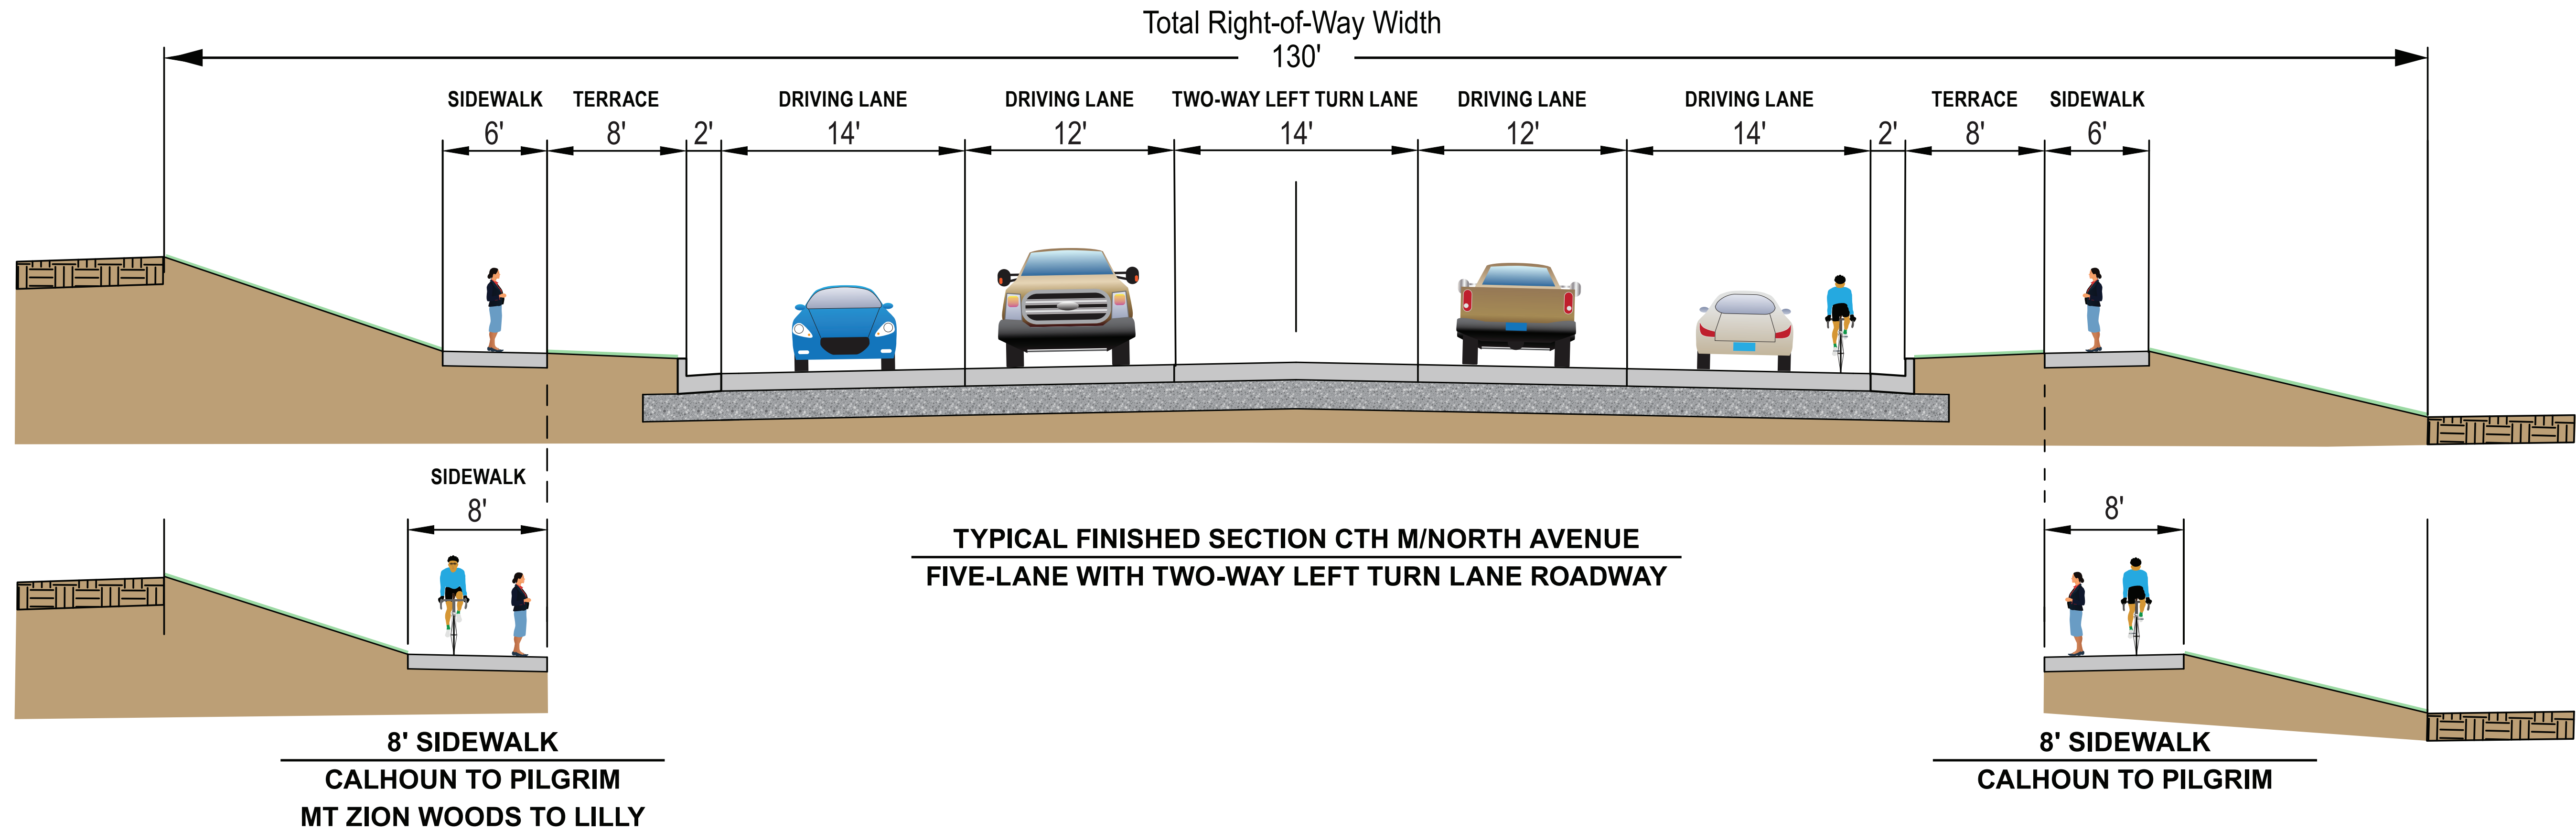 Total Right-of-Way Width
130'
SIDEWALK TERRACE DRIVING LANE DRIVING LANE TWO-WAY LEFT TURN LANE DRIVING LANE DRIVING LANE TERRACE SIDEWALK
6' 8' 2' 14' 12' 14' 12' 14' 2' 8' 6'
SIDEWALK
8'
8'
TYPICAL FINISHED SECTION CTH M/NORTH AVENUE
FIVE-LANE WITH TWO-WAY LEFT TURN LANE ROADWAY
8' SIDEWALK
CALHOUN TO PILGRIM
MT ZION WOODS TO LILLY
8' SIDEWALK
CALHOUN TO PILGRIM